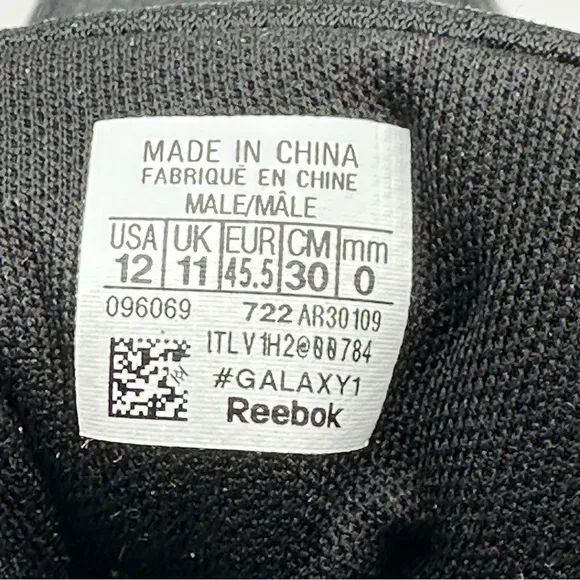 MADE IN CHINA
FABRIQUÉ EN CHINE
MALE/MÂLE
USA UK EUR CM mm
12 11 45.5 30 0
096069 722 AR30109
1TLV1H2@00784
#GALAXY1
Reebok